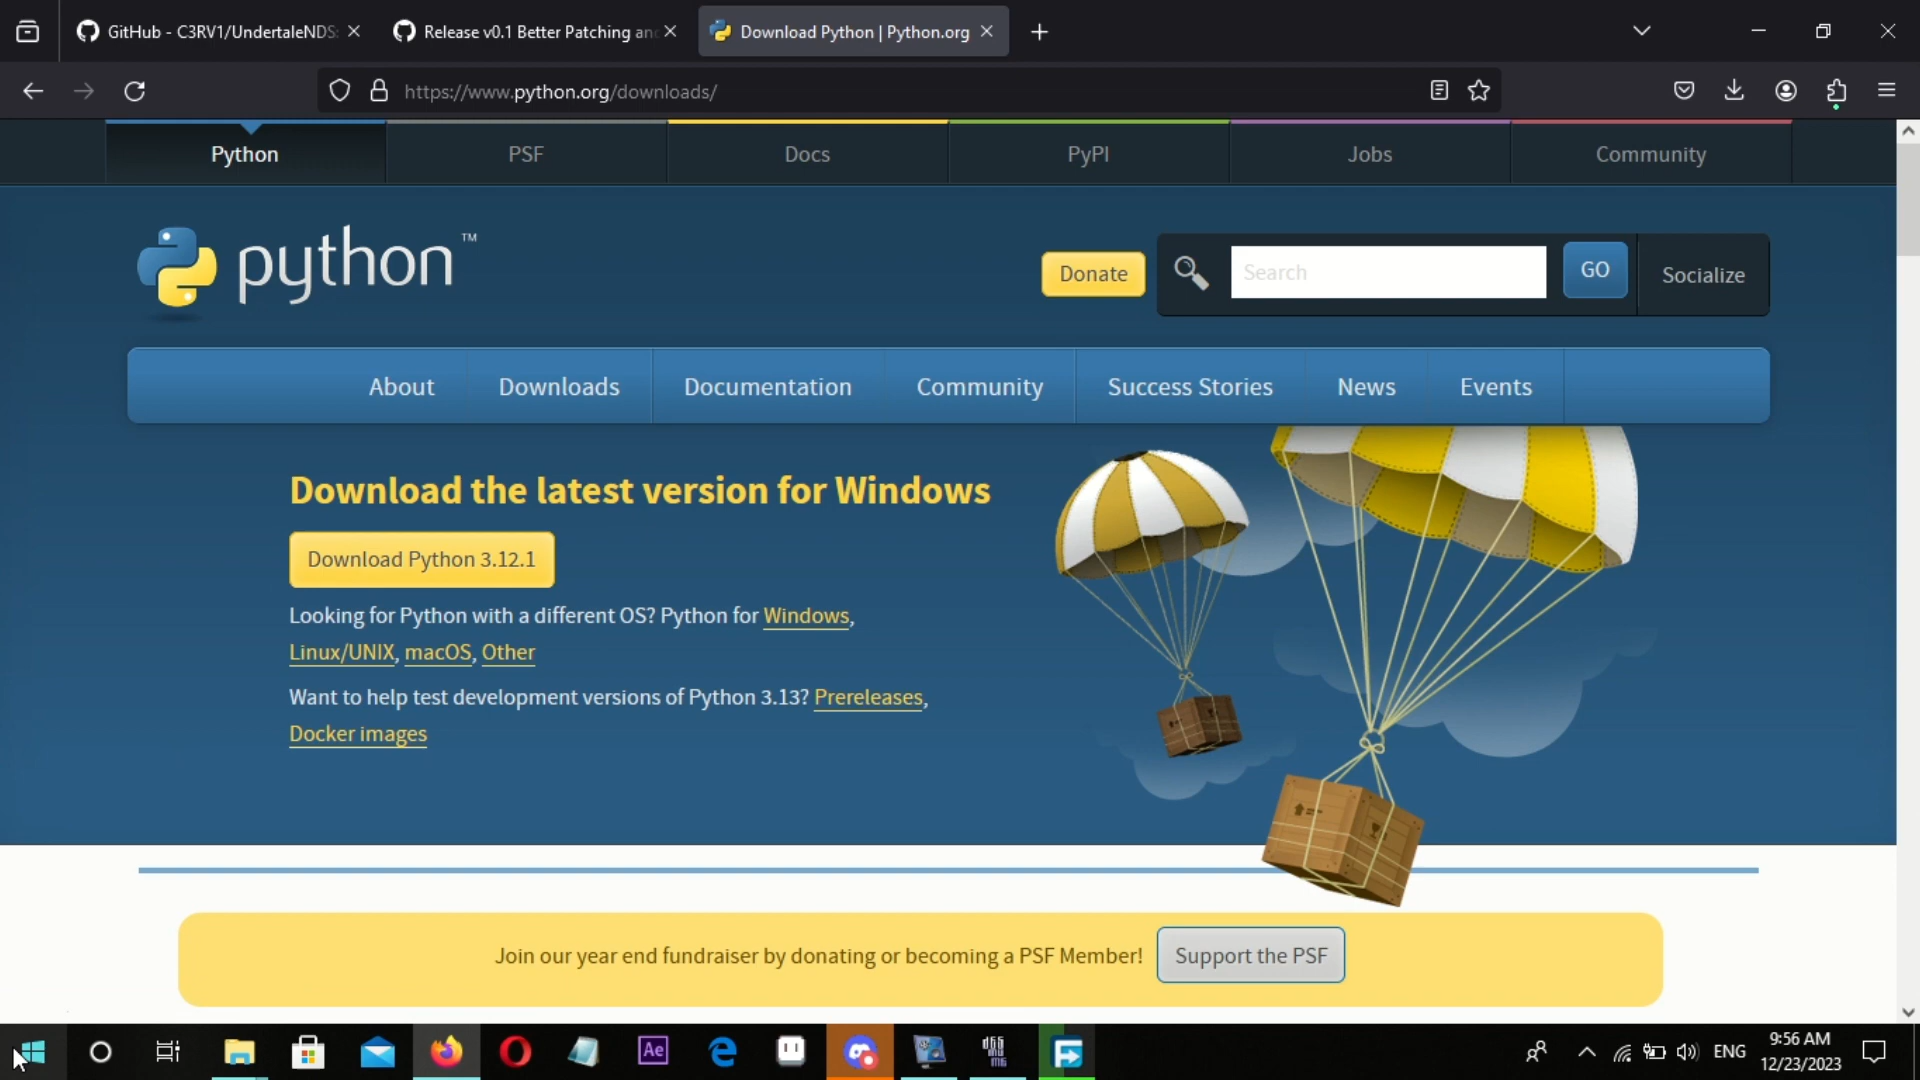 GitHub - C3RV1/UndertaleNDS:
Release v0.1 Better Patching an
Download Python | Python.org
https://www.python.org/downloads/
Python
PSF
Docs
PyPI
Jobs
Community
python™
Donate
Search
GO
Socialize
About
Downloads
Documentation
Community
Success Stories
News
Events
Download the latest version for Windows
Download Python 3.12.1
Looking for Python with a different OS? Python for Windows,
Linux/UNIX, macOS, Other
Want to help test development versions of Python 3.13? Prereleases,
Docker images
Join our year end fundraiser by donating or becoming a PSF Member!
Support the PSF
Ae
ENG
9:56 AM
12/23/2023